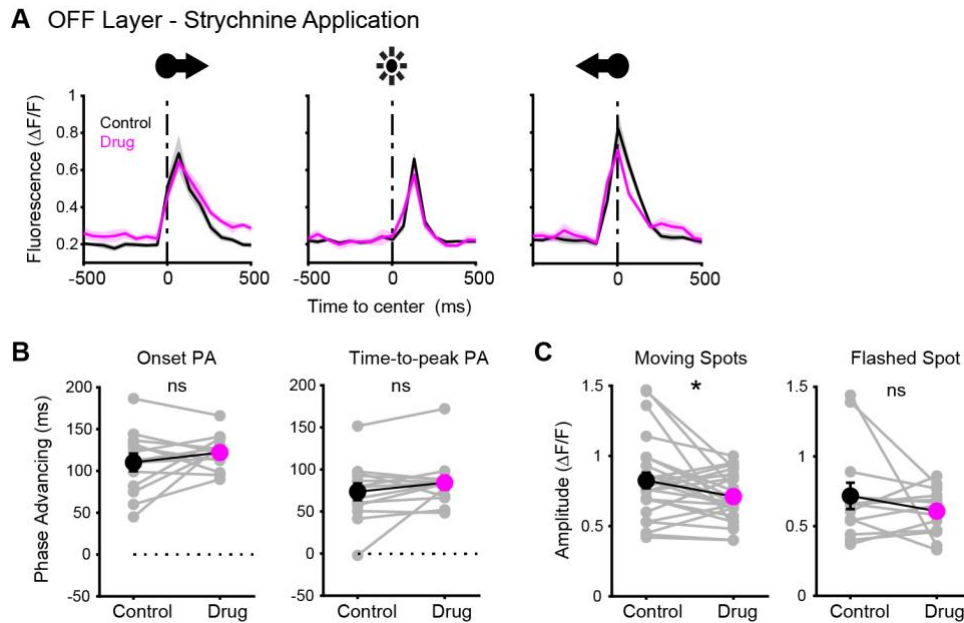 A OFF Layer - Strychnine Application
Fluorescence (ΔF/F)
1
0.8
0.6
0.4
0.2
Control
Drug
-500 0 500
-500 0 500
-500 0 500
Time to center (ms)
B
Onset PA
ns
Phase Advancing (ms)
200
150
100
50
0
-50
Control Drug
Time-to-peak PA
ns
200
150
100
50
0
-50
Control Drug
C
Moving Spots
*
Amplitude (ΔF/F)
1.5
1
0.5
0
Control Drug
Flashed Spot
ns
1.5
1
0.5
0
Control Drug